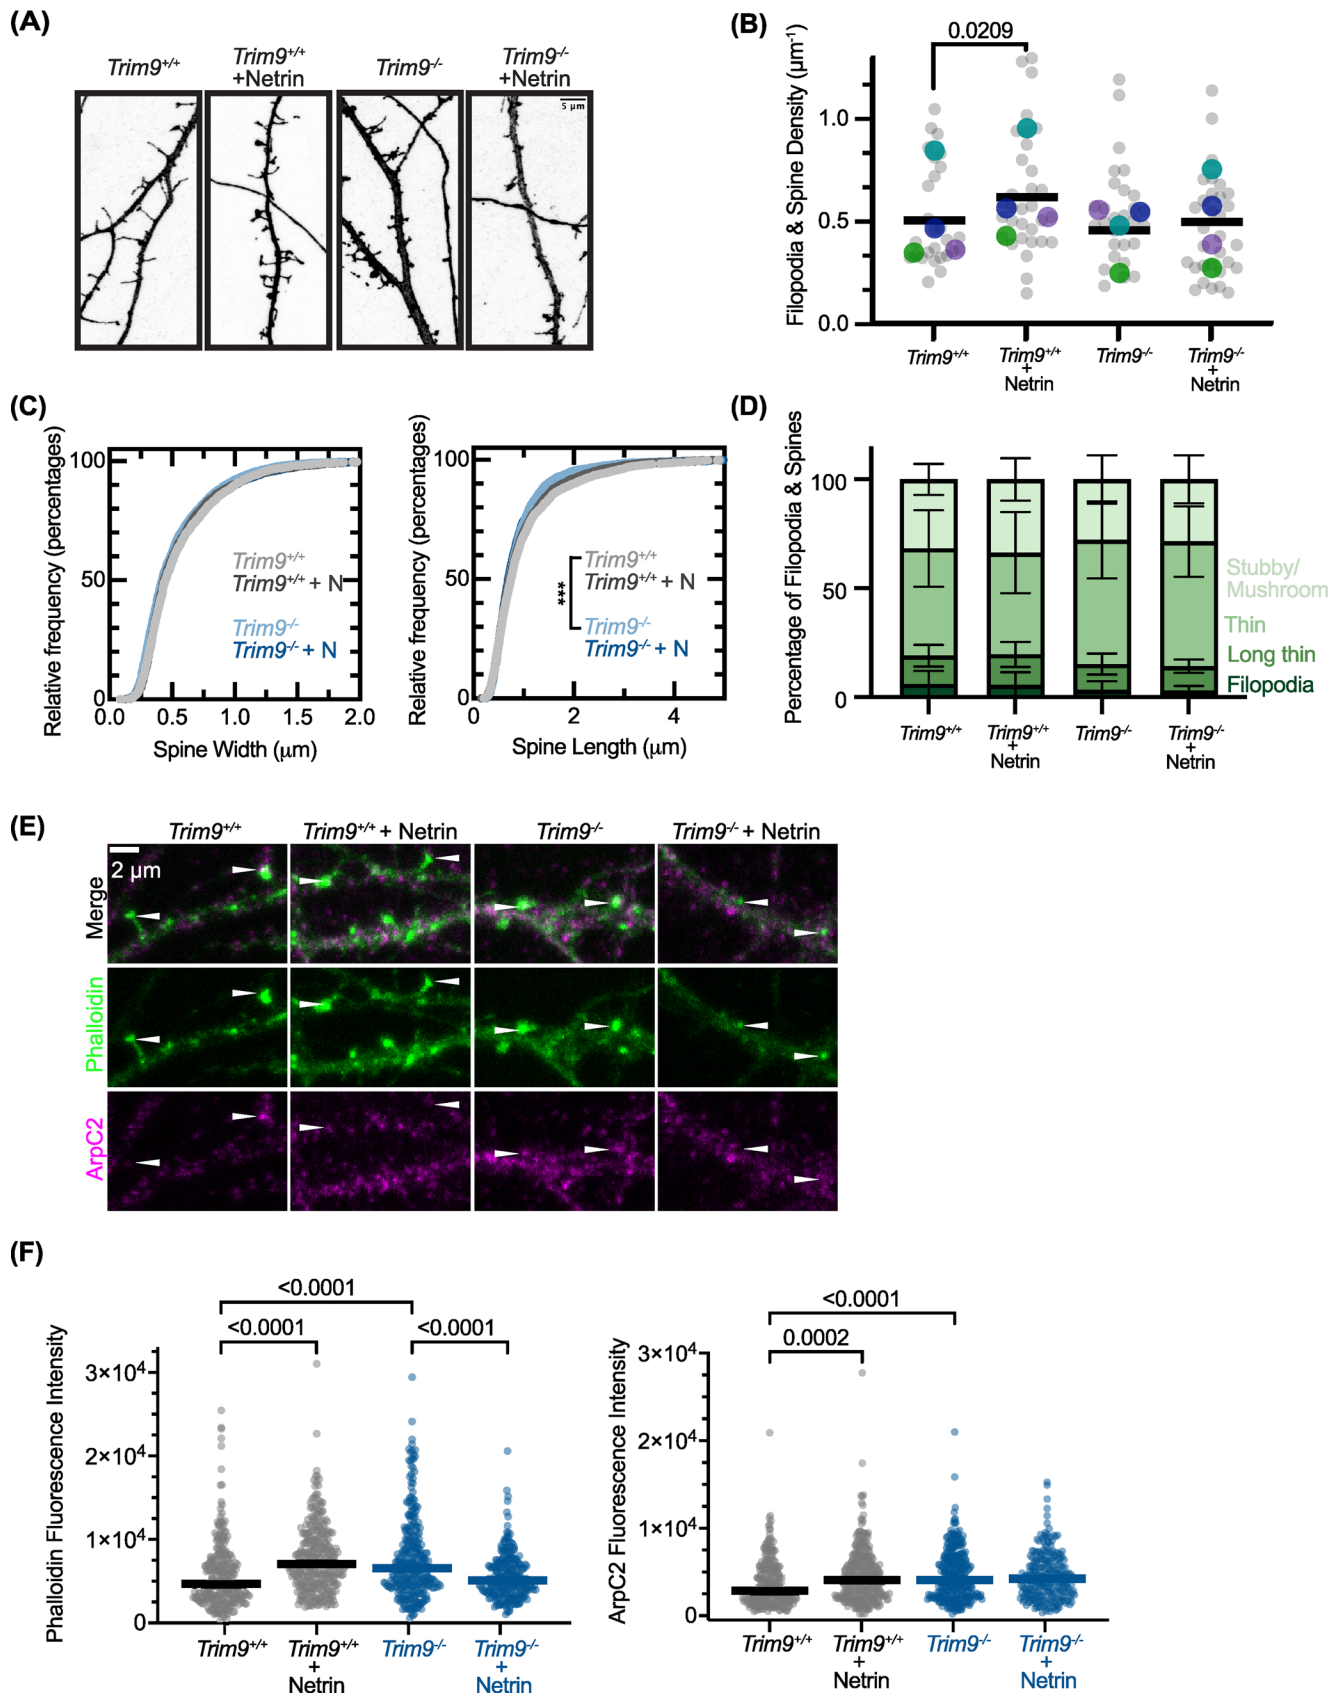 (A)
Trim9+/+
Trim9+/+
+Netrin
Trim9-/-
Trim9-/-
+Netrin
5 µm
(B)
0.0209
Filopodia & Spine Density (µm-1)
1.0
0.5
0.0
Trim9+/+
Trim9+/+
+
Netrin
Trim9-/-
Trim9-/-
+
Netrin
(C)
Relative frequency (percentages)
100
50
0
0.0
0.5
1.0
1.5
2.0
Spine Width (µm)
Trim9+/+
Trim9+/+ + N
Trim9-/-
Trim9-/- + N
Relative frequency (percentages)
100
50
0
0
2
4
Spine Length (µm)
***
Trim9+/+
Trim9+/+ + N
Trim9-/-
Trim9-/- + N
(D)
Percentage of Filopodia & Spines
100
50
0
Stubby/
Mushroom
Thin
Long thin
Filopodia
Trim9+/+
Trim9+/+
+
Netrin
Trim9-/-
Trim9-/-
+
Netrin
(E)
Trim9+/+
Trim9+/+ + Netrin
Trim9-/-
Trim9-/- + Netrin
2 µm
Merge
Phalloidin
ArpC2
(F)
<0.0001
<0.0001
<0.0001
Phalloidin Fluorescence Intensity
3×10⁴
2×10⁴
1×10⁴
0
Trim9+/+
Trim9+/+
+
Netrin
Trim9-/-
Trim9-/-
+
Netrin
<0.0001
0.0002
ArpC2 Fluorescence Intensity
3×10⁴
2×10⁴
1×10⁴
0
Trim9+/+
Trim9+/+
+
Netrin
Trim9-/-
Trim9-/-
+
Netrin